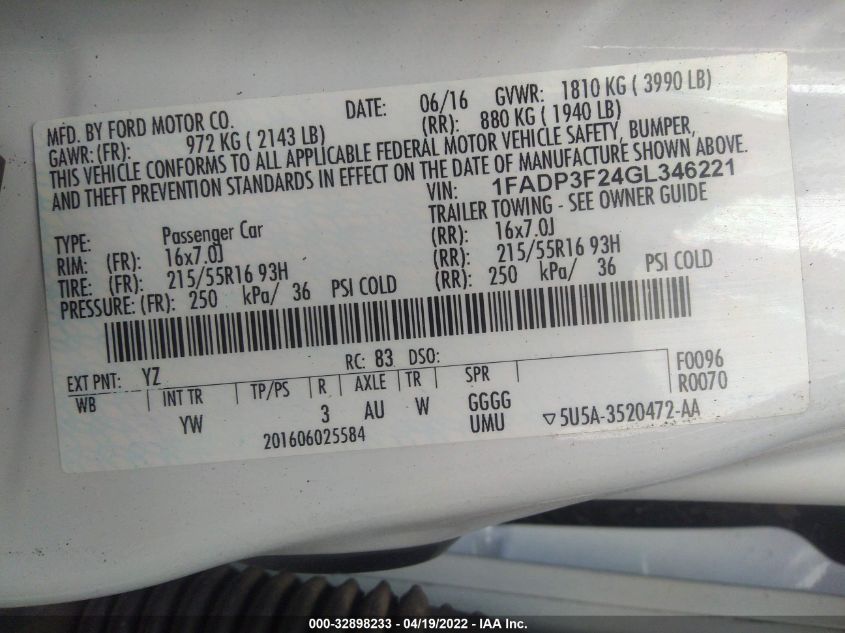 MFD. BY FORD MOTOR CO. DATE: 06/16 GVWR: 1810 KG ( 3990 LB)
GAWR: (FR): 972 KG ( 2143 LB) (RR): 880 KG ( 1940 LB)
THIS VEHICLE CONFORMS TO ALL APPLICABLE FEDERAL MOTOR VEHICLE SAFETY, BUMPER,
AND THEFT PREVENTION STANDARDS IN EFFECT ON THE DATE OF MANUFACTURE SHOWN ABOVE.
VIN: 1FADP3F24GL346221
TRAILER TOWING - SEE OWNER GUIDE
TYPE: Passenger Car
RIM: (FR): 16x7.0J (RR): 16x7.0J
TIRE: (FR): 215/55R16 93H (RR): 215/55R16 93H
PRESSURE: (FR): 250 kPa/ 36 PSI COLD (RR): 250 kPa/ 36 PSI COLD
RC: 83 DSO:
EXT PNT: YZ F0096
WB INT TR TP/PS R AXLE TR SPR R0070
YW 3 AU W GGGG
UMU
201606025584 ▽5U5A-3520472-AA
000-32898233 - 04/19/2022 - IAA Inc.